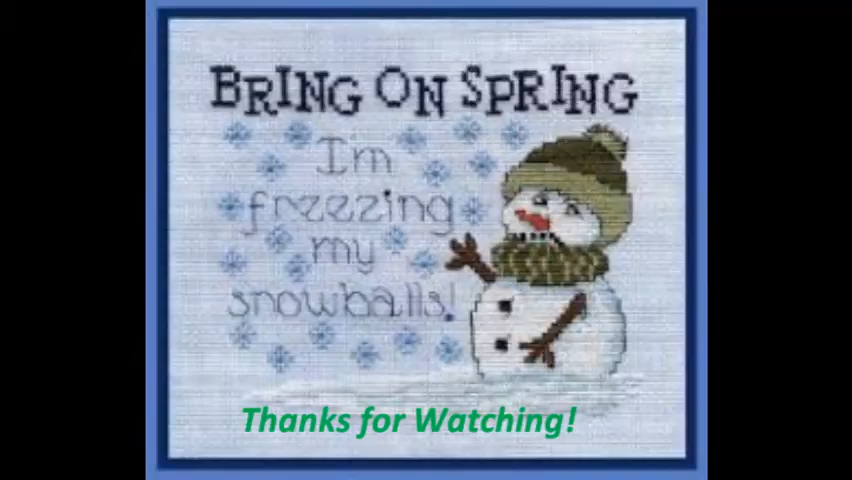 BRING ON SPRING
I'm
freezing
my
snowballs!
Thanks for Watching!